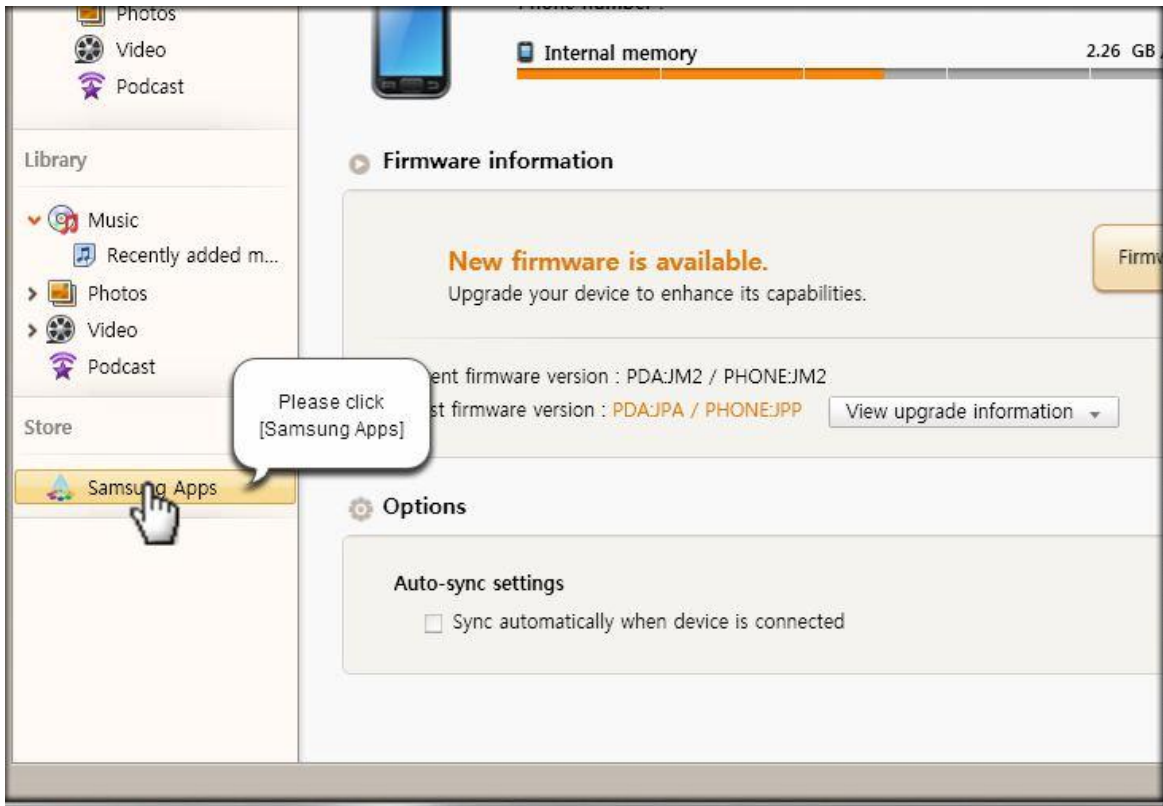 Photos
Video
Podcast
Library
Music
Recently added m...
Photos
Video
Podcast
Store
Samsung Apps
Please click
[Samsung Apps]
Phone number :
Internal memory 2.26 GB /
Firmware information
New firmware is available.
Upgrade your device to enhance its capabilities.
Firmw
ent firmware version : PDA:JM2 / PHONE:JM2
st firmware version : PDA:JPA / PHONE:JPP View upgrade information
Options
Auto-sync settings
Sync automatically when device is connected